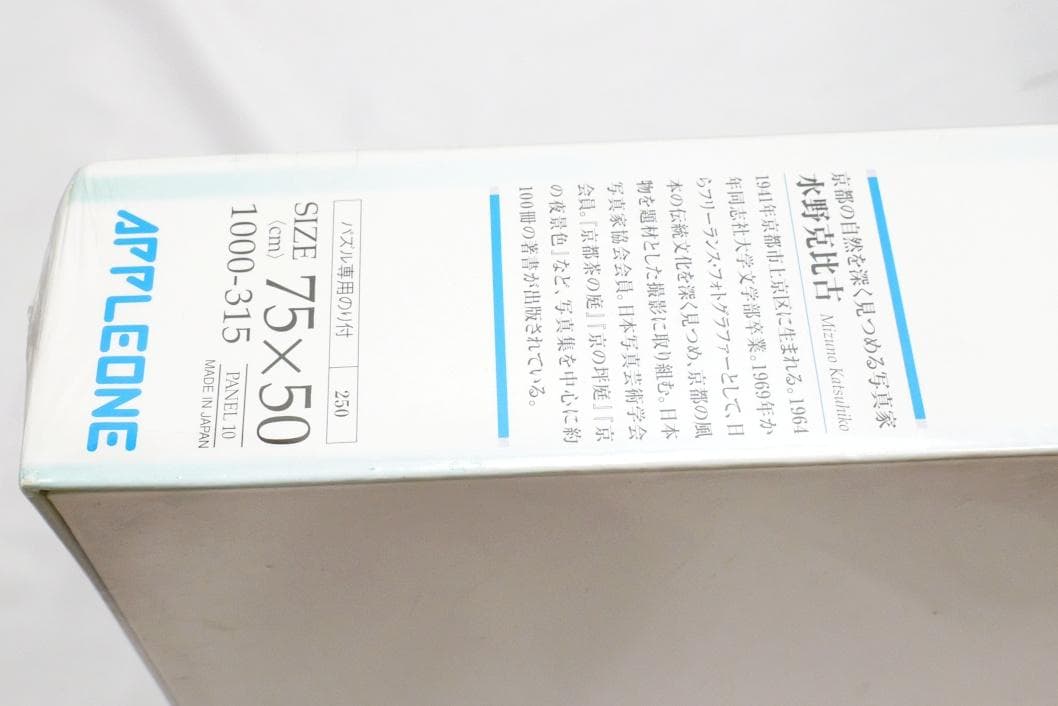 京都の自然を深く見つめる写真家
水野克比古 Mizuno Katsuhiko
1941年京都市上京区に生まれる。1964
年同志社大学文学部卒業。1969年か
らフリーランス・フォトグラファーとして、日
本の伝統文化を深く見つめ、京都の風
物を題材とした撮影に取り組む。日本
写真家協会会員。日本写真芸術学会
会員。『京都茶の庭』『京の坪庭』『京
の夜景色』など、写真集を中心に約
100冊の著書が出版されている。
パズル専用のり付 250
SIZE 75×50
(cm)
1000-315 PANEL 10
MADE IN JAPAN
APPLEONE